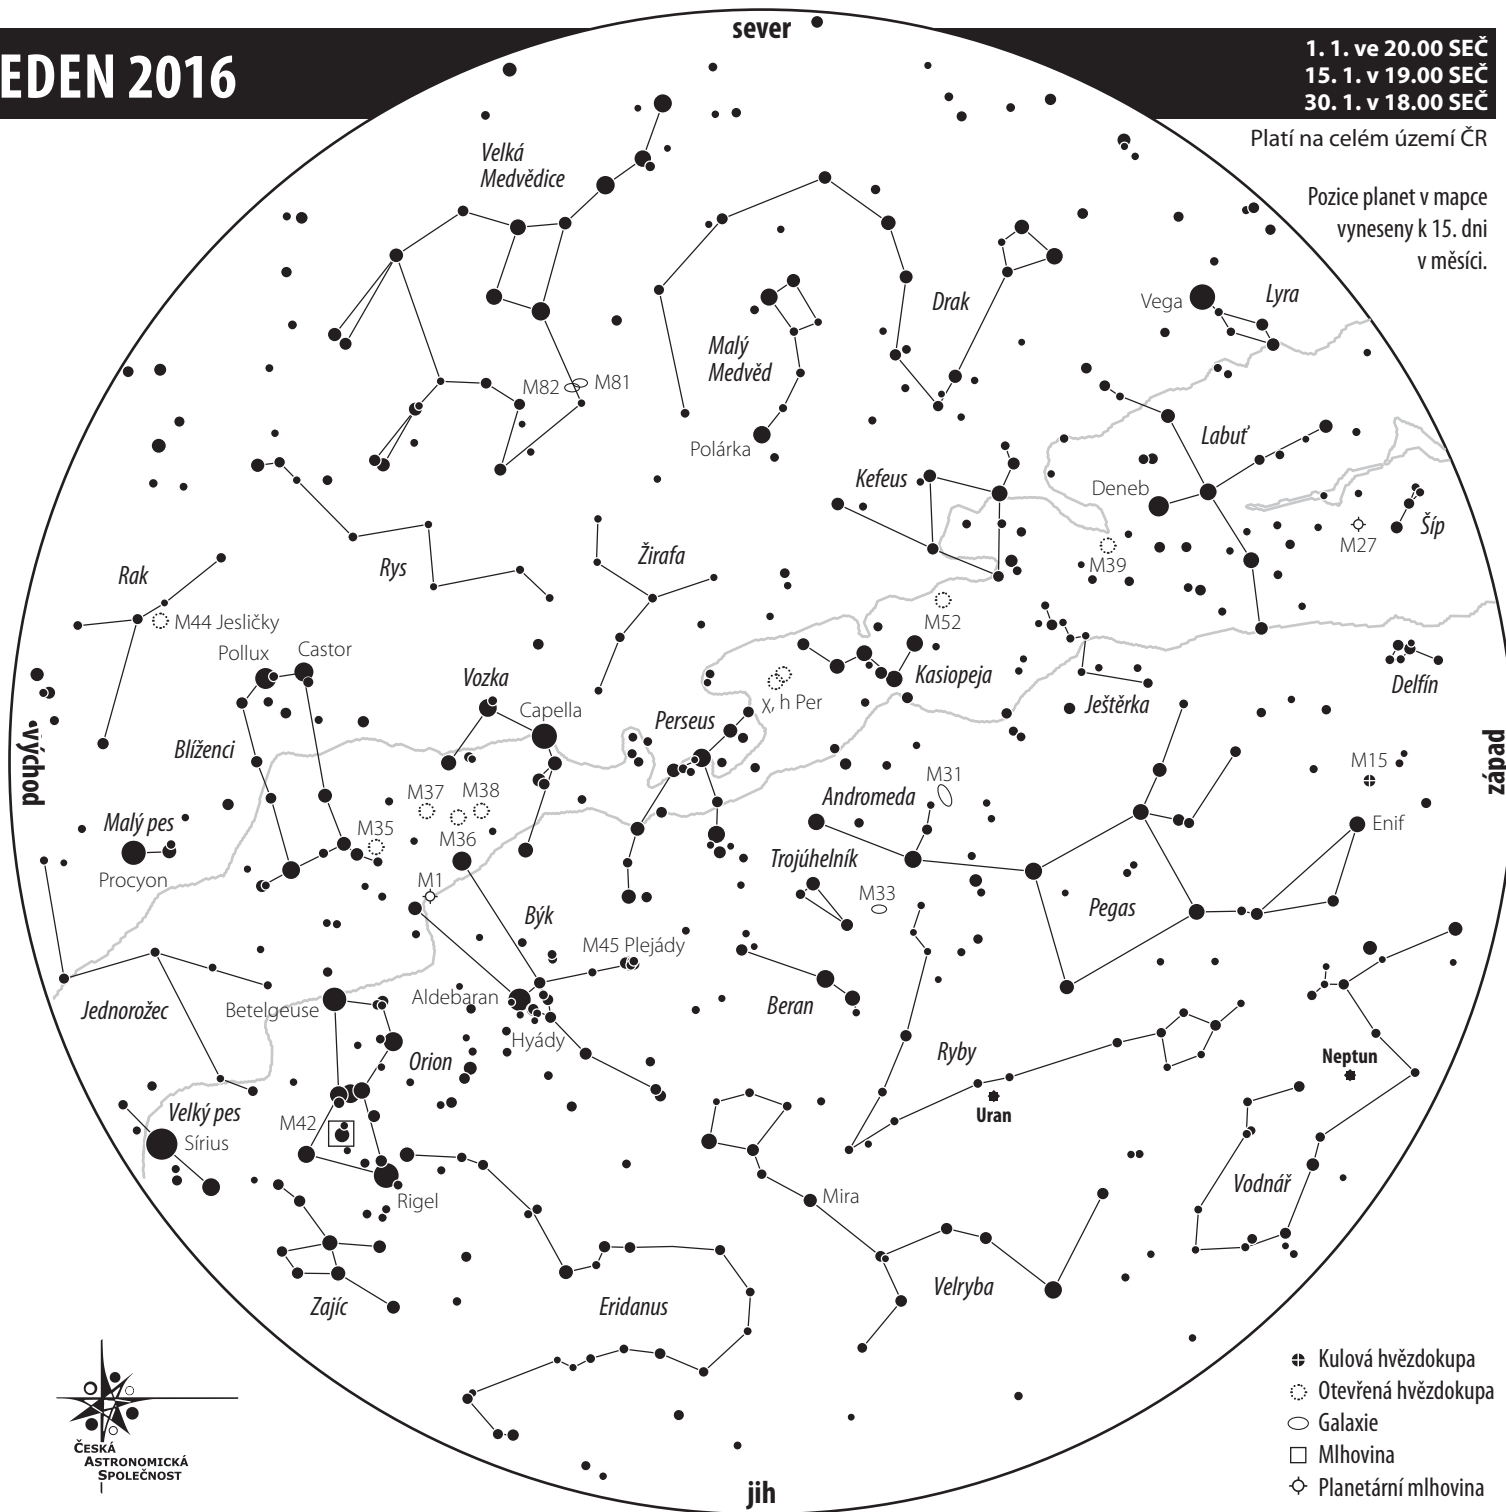 sever
EDEN 2016
1. 1. ve 20.00 SEČ
15. 1. v 19.00 SEČ
30. 1. v 18.00 SEČ
Platí na celém území ČR
Pozice planet v mapce
vyneseny k 15. dni
v měsíci.
Velká
Medvědice
Drak
Vega
Lyra
Malý
Medvěd
M82
M81
Polárka
Labuť
Kefeus
Deneb
Šíp
M27
M39
Rys
Žirafa
Rak
M44 Jesličky
M52
Pollux
Castor
Vozka
Kasiopeja
Delfín
Capella
χ, h Per
Ještěrka
Perseus
Blíženci
východ
západ
M15
M31
Andromeda
M37
M38
M36
M35
Malý pes
Procyon
Enif
Trojúhelník
M33
M1
Pegas
Býk
M45 Plejády
Jednorožec
Betelgeuse
Aldebaran
Beran
Hyády
Orion
Ryby
Neptun
Uran
Velký pes
M42
Sírius
Vodnář
Rigel
Mira
Velryba
Zajíc
Eridanus
Kulová hvězdokupa
Otevřená hvězdokupa
Galaxie
Mlhovina
Planetární mlhovina
ČESKÁ
ASTRONOMICKÁ
SPOLEČNOST
jih